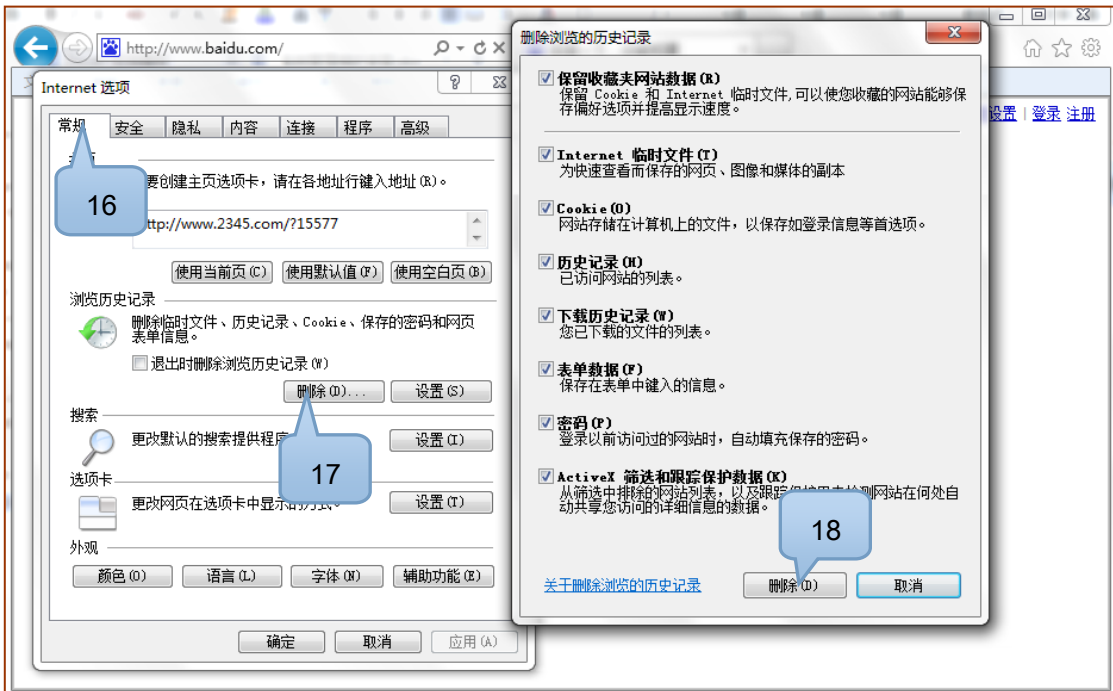 http://www.baidu.com/
设置 | 登录 注册
Internet 选项
常规 安全 隐私 内容 连接 程序 高级
16
要创建主页选项卡，请在各地址行键入地址(R)。
ttp://www.2345.com/?15577
使用当前页(C) 使用默认值(F) 使用空白页(B)
浏览历史记录
删除临时文件、历史记录、Cookie、保存的密码和网页
表单信息。
退出时删除浏览历史记录(W)
删除(D)... 设置(S)
搜索
更改默认的搜索提供程序
设置(I)
17
选项卡
更改网页在选项卡中显示的方式。
设置(T)
外观
颜色(O) 语言(L) 字体(N) 辅助功能(E)
确定 取消 应用(A)
删除浏览的历史记录
保留收藏夹网站数据(R)
保留 Cookie 和 Internet 临时文件,可以使您收藏的网站能够保
存偏好选项并提高显示速度。
Internet 临时文件(T)
为快速查看而保存的网页、图像和媒体的副本
Cookie(O)
网站存储在计算机上的文件，以保存如登录信息等首选项。
历史记录(H)
已访问网站的列表。
下载历史记录(W)
您已下载的文件的列表。
表单数据(F)
保存在表单中键入的信息。
密码(P)
登录以前访问过的网站时，自动填充保存的密码。
ActiveX 筛选和跟踪保护数据(K)
从筛选中排除的网站列表，以及跟踪保护用来检测网站在何处自
动共享您访问的详细信息的数据。
18
关于删除浏览的历史记录
删除(D) 取消